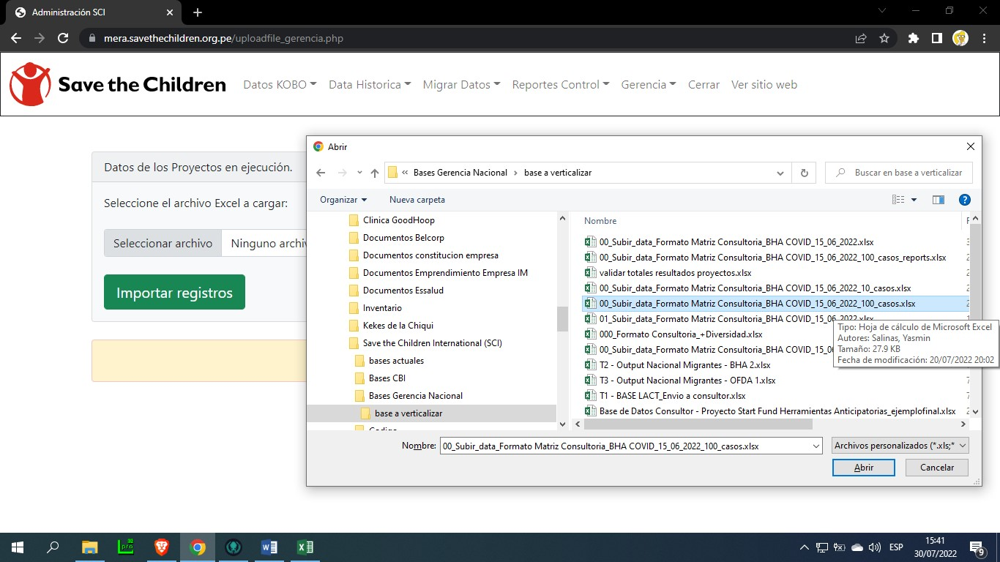 Administración SCI
mera.savethechildren.org.pe/uploadfile_gerencia.php
Save the Children
Datos KOBO
Data Historica
Migrar Datos
Reportes Control
Gerencia
Cerrar
Ver sitio web
Datos de los Proyectos en ejecución.
Seleccione el archivo Excel a cargar:
Seleccionar archivo
Ninguno
Importar registros
Abrir
« Bases Gerencia Nacional › base a verticalizar
Buscar en base a verticalizar
Organizar
Nueva carpeta
Clinica GoodHoop
Documentos Belcorp
Documentos constitucion empresa
Documentos Emprendimiento Empresa IM
Documentos Essalud
Inventario
Kekes de la Chiqui
Save the Children International (SCI)
bases actuales
Bases CBI
Bases Gerencia Nacional
base a verticalizar
Nombre
00_Subir_data_Formato Matriz Consultoria_BHA COVID_15_06_2022.xlsx
00_Subir_data_Formato Matriz Consultoria_BHA COVID_15_06_2022_100_casos_reports.xlsx
validar totales resultados proyectos.xlsx
00_Subir_data_Formato Matriz Consultoria_BHA COVID_15_06_2022_10_casos.xlsx
00_Subir_data_Formato Matriz Consultoria_BHA COVID_15_06_2022_100_casos.xlsx
01_Subir_data_Formato Matriz Consultoria_BHA COVID_15_06_2022.xlsx
000_Formato Consultoria_+Diversidad.xlsx
00_Subir_data_Formato Matriz Consultoria_BHA COVID_15_06
T2 - Output Nacional Migrantes - BHA 2.xlsx
T3 - Output Nacional Migrantes - OFDA 1.xlsx
T1 - BASE LACT_Envio a consultor.xlsx
Base de Datos Consultor - Proyecto Start Fund Herramientas Anticipatorias_ejemplofinal.xlsx
Tipo: Hoja de cálculo de Microsoft Excel
Autores: Salinas, Yasmin
Tamaño: 27.9 KB
Fecha de modificación: 20/07/2022 20:02
Nombre:
00_Subir_data_Formato Matriz Consultoria_BHA COVID_15_06_2022_100_casos.xlsx
Archivos personalizados (*.xls;*
Abrir
Cancelar
ESP
15:41
30/07/2022
9